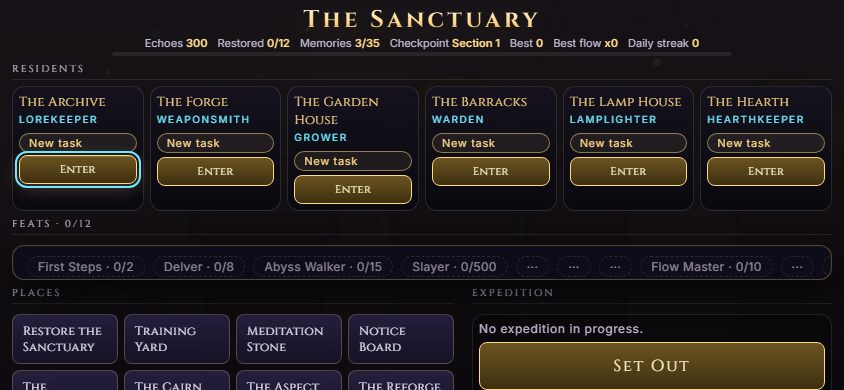 The Sanctuary
Echoes 300 Restored 0/12 Memories 3/35 Checkpoint Section 1 Best 0 Best flow x0 Daily streak 0
RESIDENTS
The Archive
LOREKEEPER
New task
Enter
The Forge
WEAPONSMITH
New task
Enter
The Garden
House
GROWER
New task
Enter
The Barracks
WARDEN
New task
Enter
The Lamp House
LAMPLIGHTER
New task
Enter
The Hearth
HEARTHKEEPER
New task
Enter
FEATS · 0/12
First Steps · 0/2 Delver · 0/8 Abyss Walker · 0/15 Slayer · 0/500 ... ... ... Flow Master · 0/10 ...
PLACES
Restore the
Sanctuary
Training
Yard
Meditation
Stone
Notice
Board
The
The Cairn
The Aspect
The Reforge
EXPEDITION
No expedition in progress.
Set Out